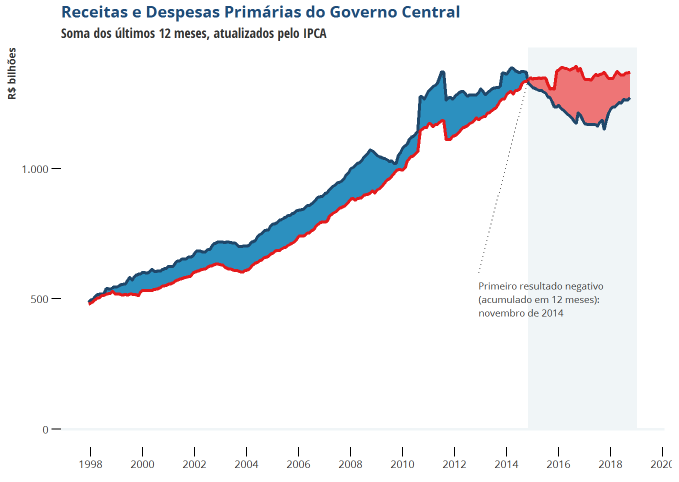 Receitas e Despesas Primárias do Governo Central
Soma dos últimos 12 meses, atualizados pelo IPCA
R$ bilhões
1.000
500
0
Primeiro resultado negativo
(acumulado em 12 meses):
novembro de 2014
1998 2000 2002 2004 2006 2008 2010 2012 2014 2016 2018 2020